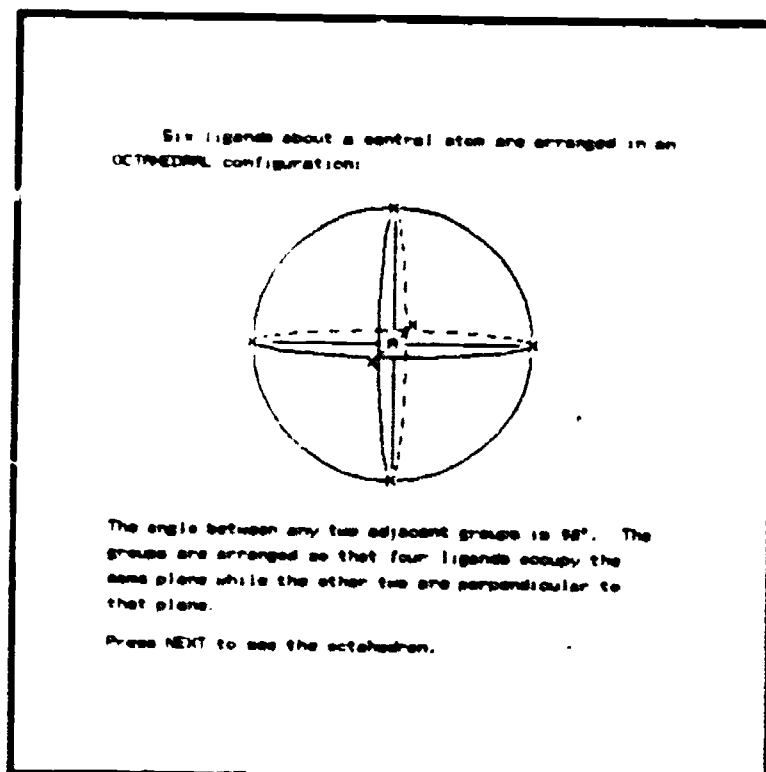 Six ligands about a central atom are arranged in an
OCTAHEDRAL configuration:
x
x
A
x
x
x
x
The angle between any two adjacent groups is 90°. The
groups are arranged so that four ligands occupy the
same plane while the other two are perpendicular to
that plane.
Press NEXT to see the octahedron.